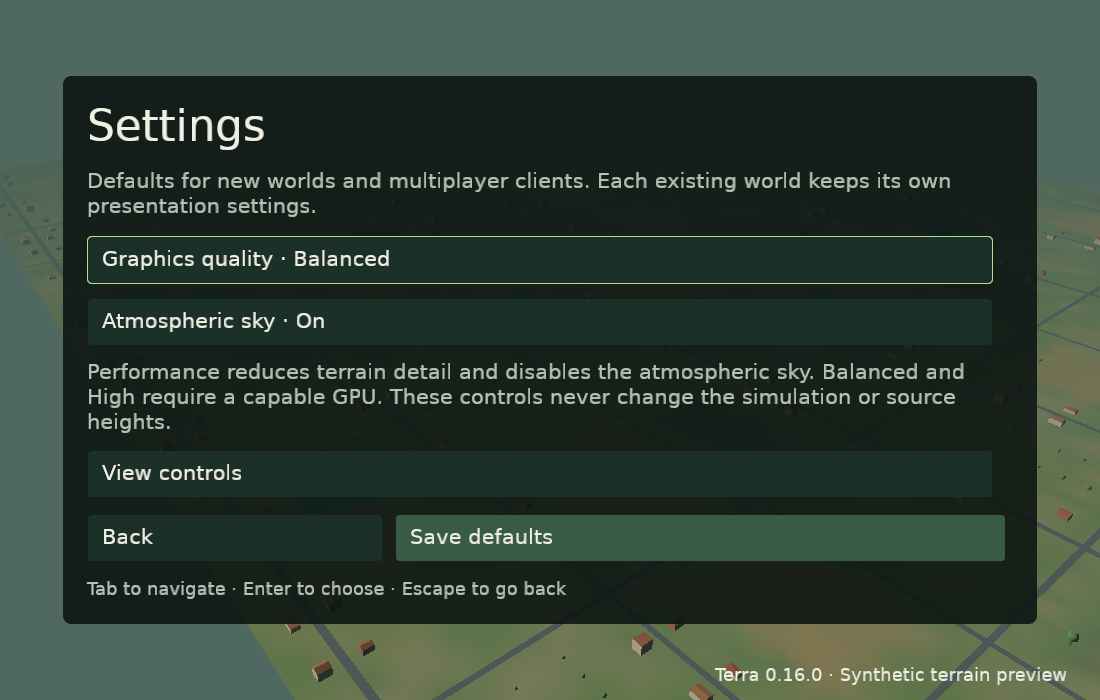 Settings
Defaults for new worlds and multiplayer clients. Each existing world keeps its own
presentation settings.
Graphics quality · Balanced
Atmospheric sky · On
Performance reduces terrain detail and disables the atmospheric sky. Balanced and
High require a capable GPU. These controls never change the simulation or source
heights.
View controls
Back
Save defaults
Tab to navigate · Enter to choose · Escape to go back
Terra 0.16.0 · Synthetic terrain preview